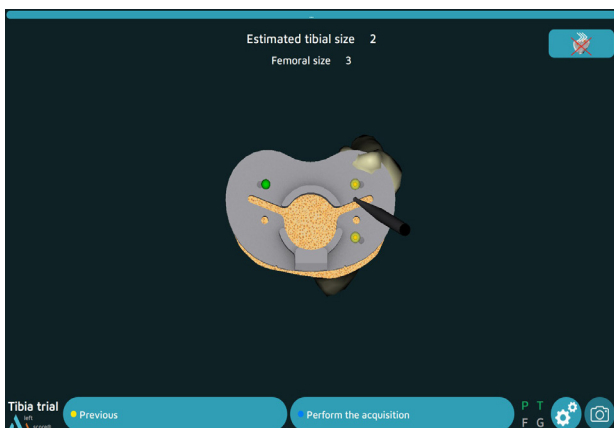 Estimated tibial size 2
Femoral size 3
Tibia trial
left
Previous
Perform the acquisition
P T
F G